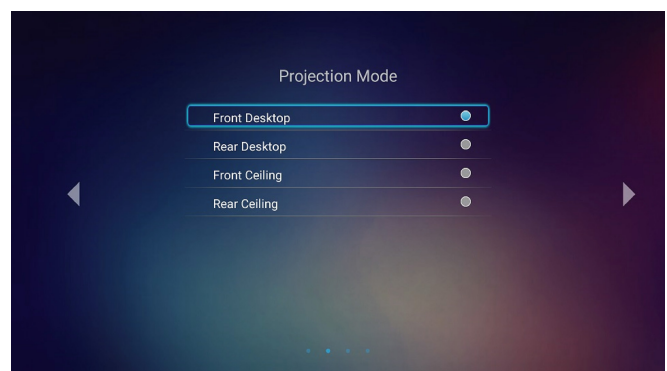 Projection Mode
Front Desktop
Rear Desktop
Front Ceiling
Rear Ceiling